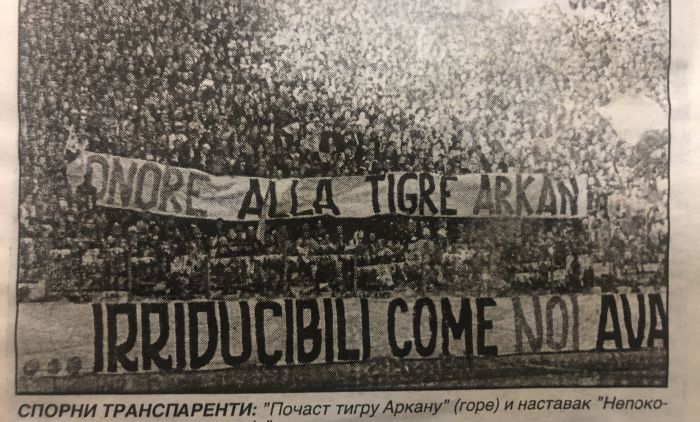 ONORE ALLA TIGRE ARKAN
IRRIDUCIBILI COME NOI AVA
СПОРНИ ТРАНСПАРЕНТИ: "Почаст тигру Аркану" (горе) и наставак "Непоко-